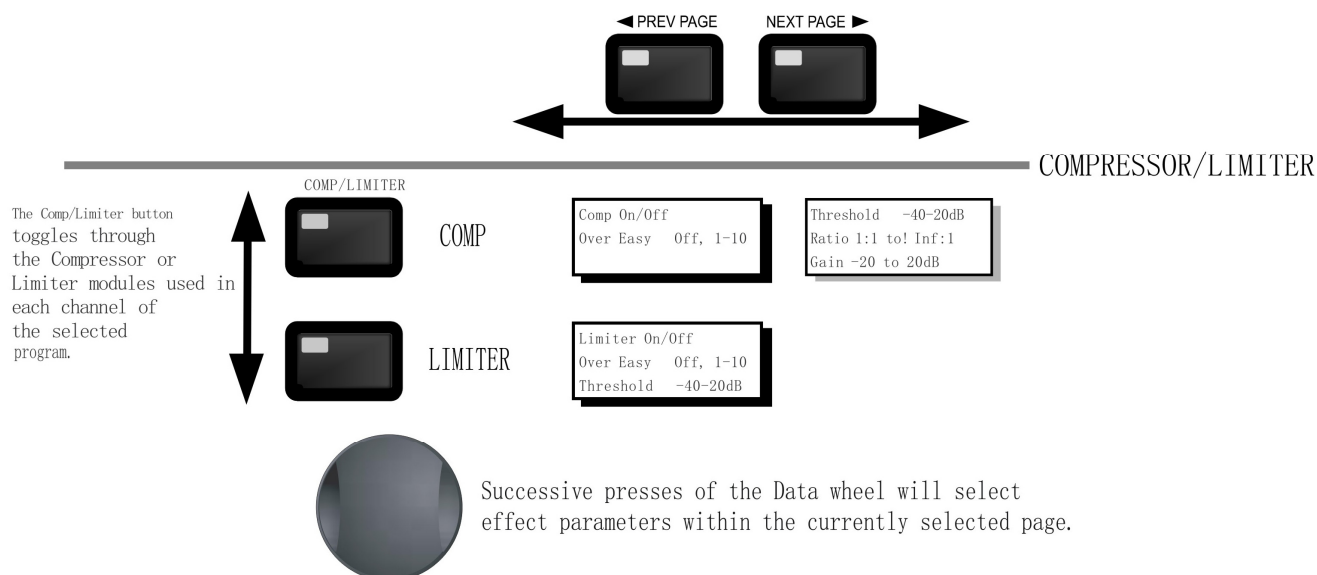 ◀ PREV PAGE NEXT PAGE ▶
COMPRESSOR/LIMITER
COMP/LIMITER
The Comp/Limiter button
toggles through
the Compressor or
Limiter modules used in
each channel of
the selected
program.
COMP
Comp On/Off
Over Easy Off, 1-10
Threshold -40-20dB
Ratio 1:1 to! Inf:1
Gain -20 to 20dB
LIMITER
Limiter On/Off
Over Easy Off, 1-10
Threshold -40-20dB
Successive presses of the Data wheel will select
effect parameters within the currently selected page.